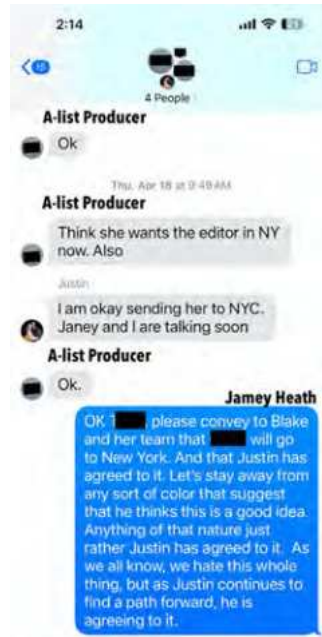 2:14
4 People
A-list Producer
Ok
Thu, Apr 18 at 9:49 AM
A-list Producer
Think she wants the editor in NY
now. Also
Justin
I am okay sending her to NYC.
Janey and I are talking soon
A-list Producer
Ok.
Jamey Heath
OK T please convey to Blake
and her team that will go
to New York. And that Justin has
agreed to it. Let's stay away from
any sort of color that suggest
that he thinks this is a good idea.
Anything of that nature just
rather Justin has agreed to it. As
we all know, we hate this whole
thing, but as Justin continues to
find a path forward, he is
agreeing to it.